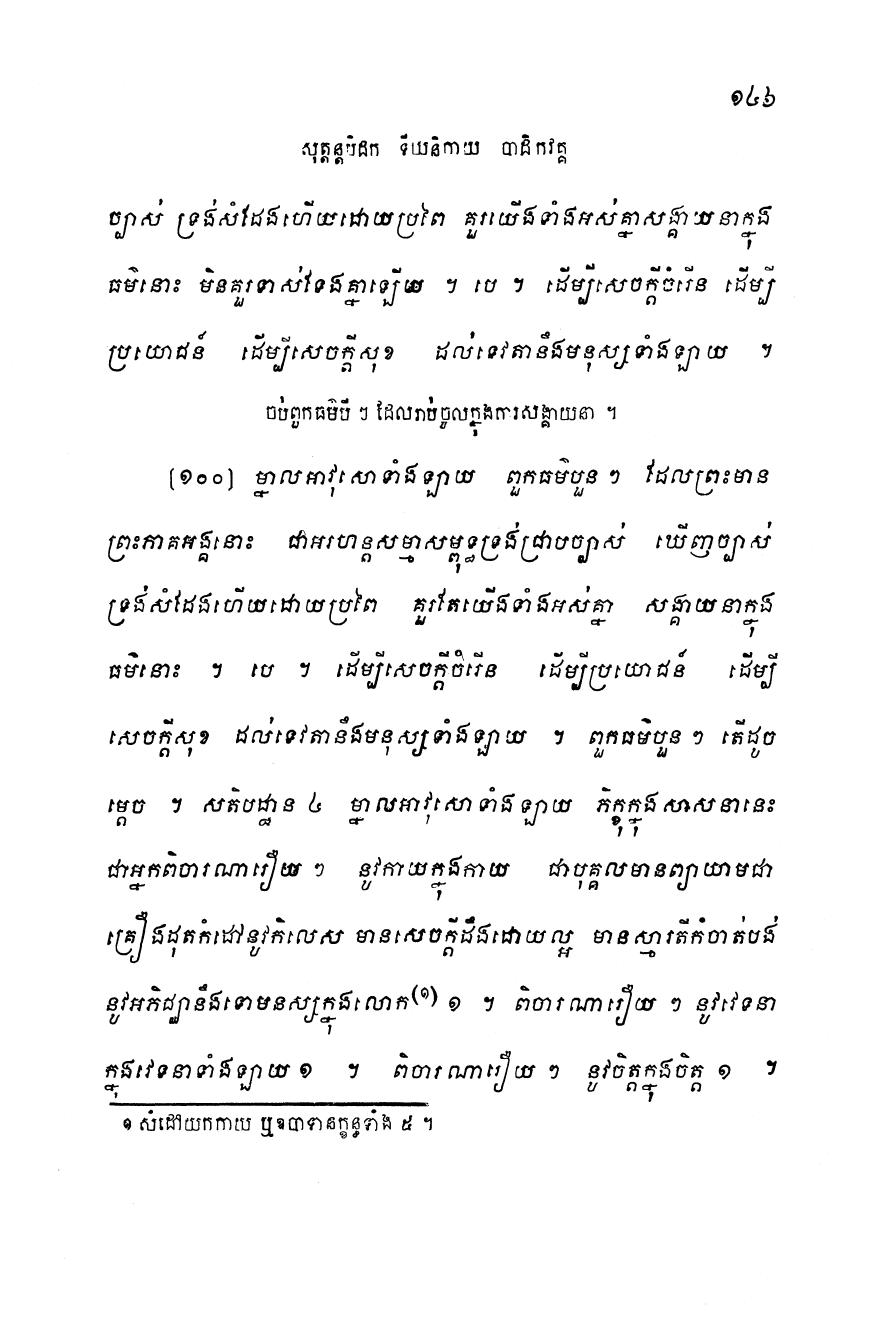 ១៤៦
សុត្តន្តបិដក ទីឃនិកាយ បាដិកវគ្គ
ច្បាស់ ទ្រង់សំដែងហើយដោយប្រពៃ គួរយើងទាំងអស់គ្នាសង្គាយនាក្នុង
ធម៌នោះ មិនគួរទាស់ទែងគ្នាឡើយ ។ បេ ។ ដើម្បីសេចក្តីចំរើន ដើម្បី
ប្រយោជន៍ ដើម្បីសេចក្តីសុខ ដល់ទេវតានឹងមនុស្សទាំងឡាយ ។
ចប់ពួកធម៌បី ៗ ដែលរាប់ចូលក្នុងការសង្គាយនា ។
(១០០) ម្នាលអាវុសោទាំងឡាយ ពួកធម៌បួន ៗ ដែលព្រះមាន
ព្រះភាគអង្គនោះ ជាអរហន្តសម្មាសម្ពុទ្ធទ្រង់ជ្រាបច្បាស់ ឃើញច្បាស់
ទ្រង់សំដែងហើយដោយប្រពៃ គួរតែយើងទាំងអស់គ្នា សង្គាយនាក្នុង
ធម៌នោះ ។ បេ ។ ដើម្បីសេចក្តីចំរើន ដើម្បីប្រយោជន៍ ដើម្បី
សេចក្តីសុខ ដល់ទេវតានឹងមនុស្សទាំងឡាយ ។ ពួកធម៌បួន ៗ តើដូច
ម្តេច ។ សតិបដ្ឋាន ៤ ម្នាលអាវុសោទាំងឡាយ ភិក្ខុក្នុងសាសនានេះ
ជាអ្នកពិចារណារឿយ ៗ នូវកាយក្នុងកាយ ជាបុគ្គលមានព្យាយាមជា
គ្រឿងដុតកំដៅនូវកិលេស មានសេចក្តីដឹងដោយល្អ មានស្មារតីកំចាត់បង់
នូវអភិជ្ឈានឹងទោមនស្សក្នុងលោក(១) ១ ។ ពិចារណារឿយ ៗ នូវវេទនា
ក្នុងវេទនាទាំងឡាយ ១ ។ ពិចារណារឿយ ៗ នូវចិត្តក្នុងចិត្ត ១ ។
១ សំដៅយកកាយ ឬឧបាទានក្ខន្ធទាំង ៥ ។